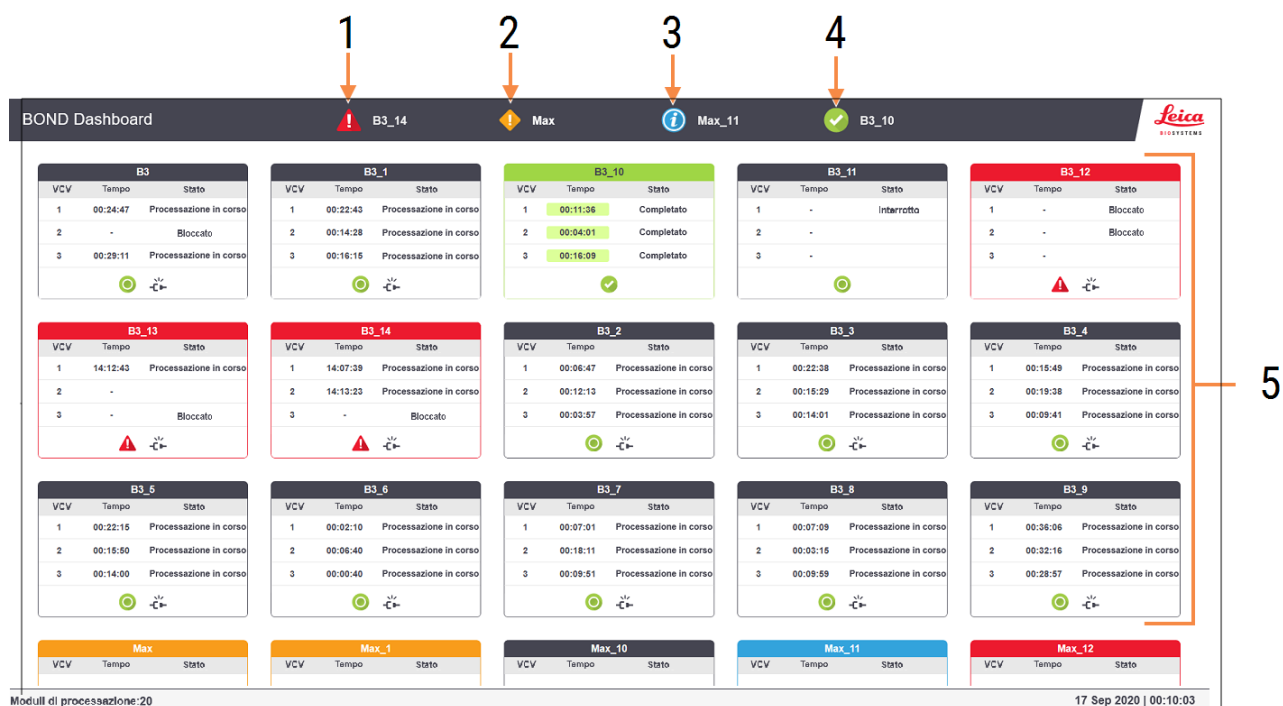 1 2 3 4
BOND Dashboard B3_14 Max Max_11 B3_10 Leica
BIOSYSTEMS
B3 B3_1 B3_10 B3_11 B3_12
VCV Tempo Stato VCV Tempo Stato VCV Tempo Stato VCV Tempo Stato VCV Tempo Stato
1 00:24:47 Processazione in corso 1 00:22:43 Processazione in corso 1 00:11:36 Completato 1 - Interrotto 1 - Bloccato
2 - Bloccato 2 00:14:28 Processazione in corso 2 00:04:01 Completato 2 - 2 - Bloccato
3 00:29:11 Processazione in corso 3 00:16:15 Processazione in corso 3 00:16:09 Completato 3 - 3 -
B3_13 B3_14 B3_2 B3_3 B3_4
VCV Tempo Stato VCV Tempo Stato VCV Tempo Stato VCV Tempo Stato VCV Tempo Stato
1 14:12:43 Processazione in corso 1 14:07:39 Processazione in corso 1 00:06:47 Processazione in corso 1 00:22:38 Processazione in corso 1 00:15:49 Processazione in corso
5
2 - 2 14:13:23 Processazione in corso 2 00:12:13 Processazione in corso 2 00:15:29 Processazione in corso 2 00:19:38 Processazione in corso
3 - Bloccato 3 - Bloccato 3 00:03:57 Processazione in corso 3 00:14:01 Processazione in corso 3 00:09:41 Processazione in corso
B3_5 B3_6 B3_7 B3_8 B3_9
VCV Tempo Stato VCV Tempo Stato VCV Tempo Stato VCV Tempo Stato VCV Tempo Stato
1 00:22:15 Processazione in corso 1 00:02:10 Processazione in corso 1 00:07:01 Processazione in corso 1 00:07:09 Processazione in corso 1 00:36:06 Processazione in corso
2 00:15:50 Processazione in corso 2 00:06:40 Processazione in corso 2 00:18:11 Processazione in corso 2 00:03:15 Processazione in corso 2 00:32:16 Processazione in corso
3 00:14:00 Processazione in corso 3 00:00:40 Processazione in corso 3 00:09:51 Processazione in corso 3 00:09:59 Processazione in corso 3 00:28:57 Processazione in corso
Max Max_1 Max_10 Max_11 Max_12
VCV Tempo Stato VCV Tempo Stato VCV Tempo Stato VCV Tempo Stato VCV Tempo Stato
Moduli di processazione:20 17 Sep 2020 | 00:10:03